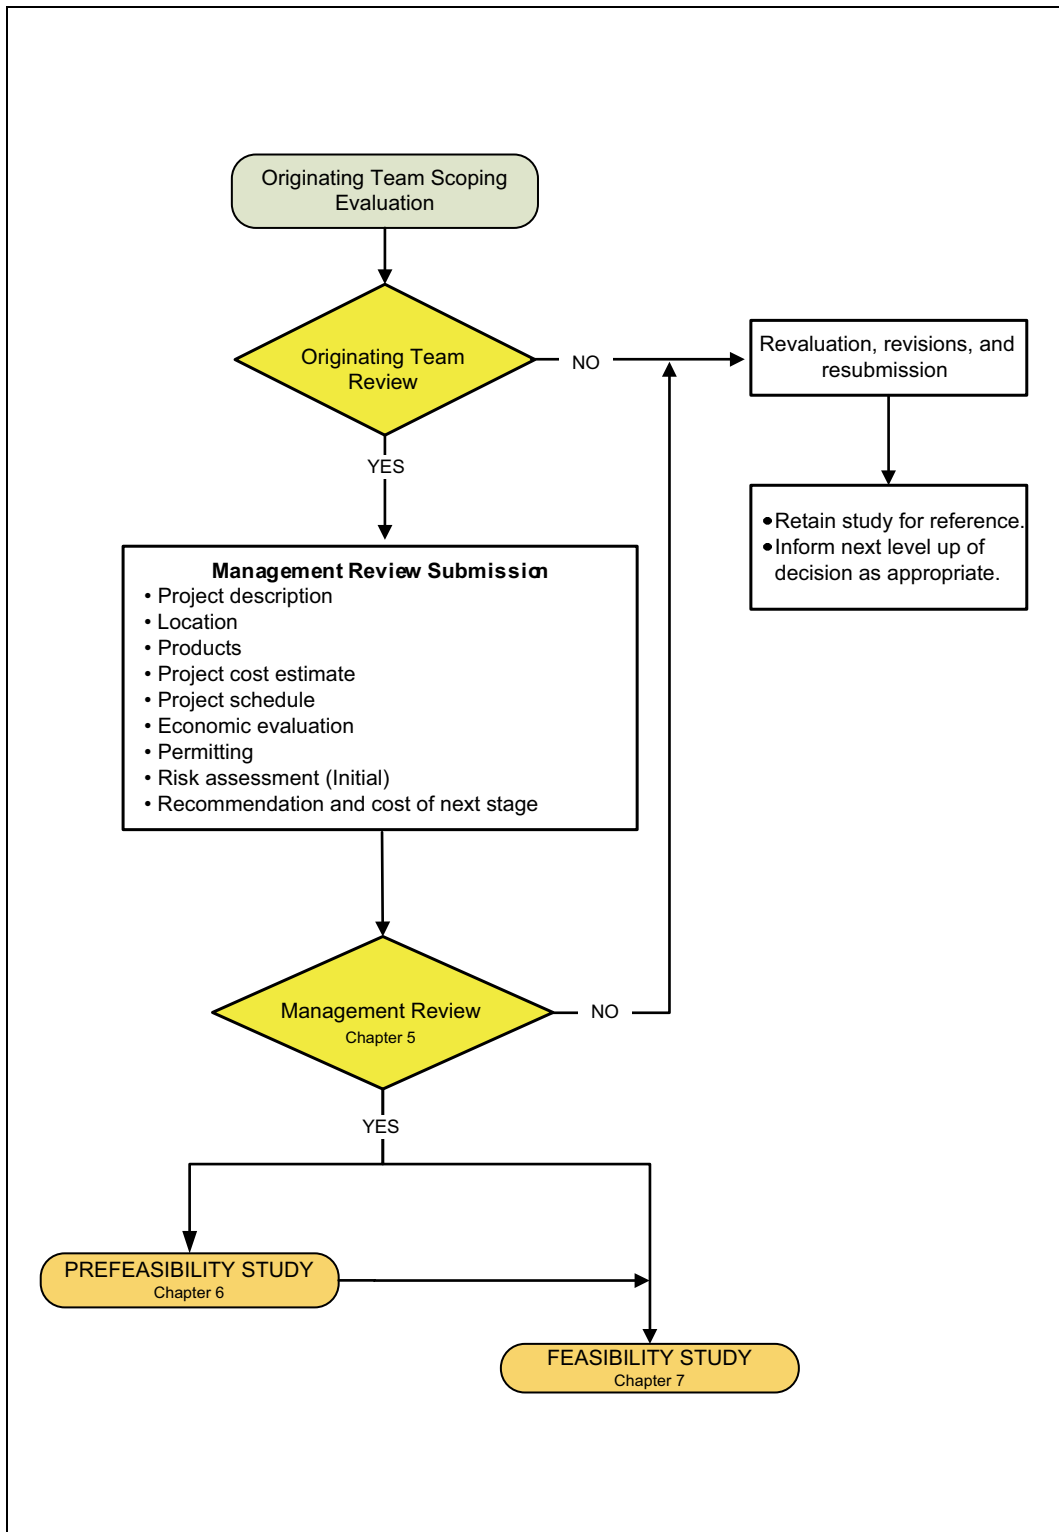 Originating Team Scoping
Evaluation
Originating Team
Review
NO
Revaluation, revisions, and
resubmission
YES
• Retain study for reference.
• Inform next level up of
decision as appropriate.
Management Review Submission
• Project description
• Location
• Products
• Project cost estimate
• Project schedule
• Economic evaluation
• Permitting
• Risk assessment (Initial)
• Recommendation and cost of next stage
Management Review
Chapter 5
NO
YES
PREFEASIBILITY STUDY
Chapter 6
FEASIBILITY STUDY
Chapter 7